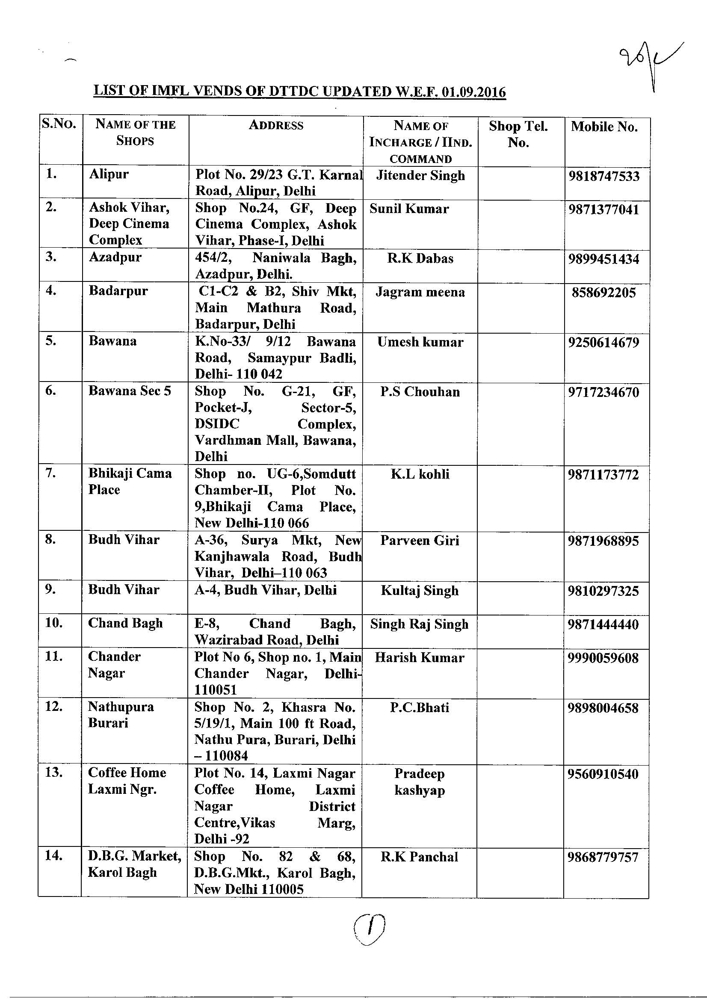 LIST OF IMFL VENDS OF DTTDC UPDATED W.E.F. 01.09.2016
S.NO. NAME OF THE SHOPS ADDRESS NAME OF INCHARGE / IIND. COMMAND Shop Tel. No. Mobile No.
1. Alipur Plot No. 29/23 G.T. Karnal Jitender Singh 9818747533
Road, Alipur, Delhi
2. Ashok Vihar, Shop No.24, GF, Deep Sunil Kumar 9871377041
Deep Cinema Cinema Complex, Ashok
Complex Vihar, Phase-I, Delhi
3. Azadpur 454/2, Naniwala Bagh, R.K Dabas 9899451434
Azadpur, Delhi.
4. Badarpur C1-C2 & B2, Shiv Mkt, Jagram meena 858692205
Main Mathura Road,
Badarpur, Delhi
5. Bawana K.No-33/ 9/12 Bawana Umesh kumar 9250614679
Road, Samaypur Badli,
Delhi- 110 042
6. Bawana Sec 5 Shop No. G-21, GF, P.S Chouhan 9717234670
Pocket-J, Sector-5,
DSIDC Complex,
Vardhman Mall, Bawana,
Delhi
7. Bhikaji Cama Shop no. UG-6,Somdutt K.L kohli 9871173772
Place Chamber-II, Plot No.
9,Bhikaji Cama Place,
New Delhi-110 066
8. Budh Vihar A-36, Surya Mkt, New Parveen Giri 9871968895
Kanjhawala Road, Budh
Vihar, Delhi–110 063
9. Budh Vihar A-4, Budh Vihar, Delhi Kultaj Singh 9810297325
10. Chand Bagh E-8, Chand Bagh, Singh Raj Singh 9871444440
Wazirabad Road, Delhi
11. Chander Plot No 6, Shop no. 1, Main Harish Kumar 9990059608
Nagar Chander Nagar, Delhi-
110051
12. Nathupura Shop No. 2, Khasra No. P.C.Bhati 9898004658
Burari 5/19/1, Main 100 ft Road,
Nathu Pura, Burari, Delhi
– 110084
13. Coffee Home Plot No. 14, Laxmi Nagar Pradeep 9560910540
Laxmi Ngr. Coffee Home, Laxmi kashyap
Nagar District
Centre,Vikas Marg,
Delhi -92
14. D.B.G. Market, Shop No. 82 & 68, R.K Panchal 9868779757
Karol Bagh D.B.G.Mkt., Karol Bagh,
New Delhi 110005
1